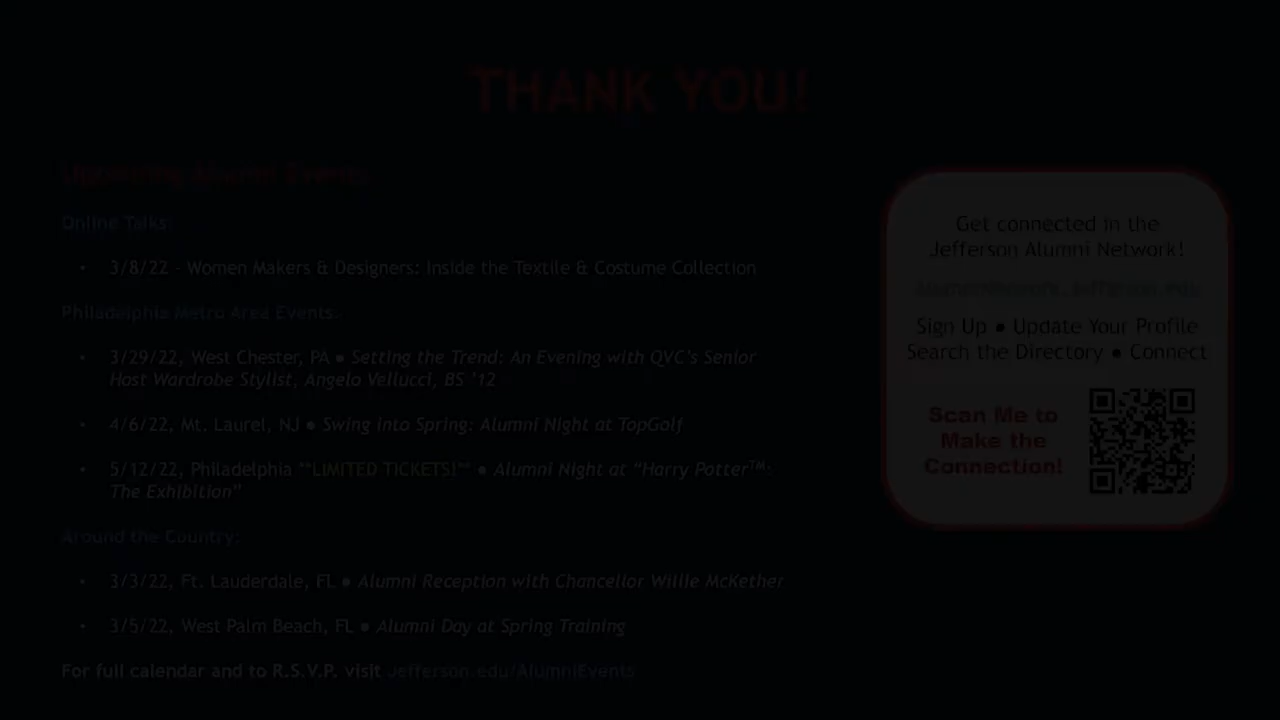 THANK YOU!
Upcoming Alumni Events:
Online Talks:
• 3/8/22 - Women Makers & Designers: Inside the Textile & Costume Collection
Philadelphia Metro Area Events:
• 3/29/22, West Chester, PA ● Setting the Trend: An Evening with QVC's Senior
Host Wardrobe Stylist, Angelo Vellucci, BS '12
• 4/6/22, Mt. Laurel, NJ ● Swing into Spring: Alumni Night at TopGolf
• 5/12/22, Philadelphia **LIMITED TICKETS!** ● Alumni Night at “Harry Potter™:
The Exhibition”
Around the Country:
• 3/3/22, Ft. Lauderdale, FL ● Alumni Reception with Chancellor Willie McKether
• 3/5/22, West Palm Beach, FL ● Alumni Day at Spring Training
For full calendar and to R.S.V.P. visit Jefferson.edu/AlumniEvents
Get connected in the
Jefferson Alumni Network!
alumninetwork.jefferson.edu
Sign Up ● Update Your Profile
Search the Directory ● Connect
Scan Me to
Make the
Connection!